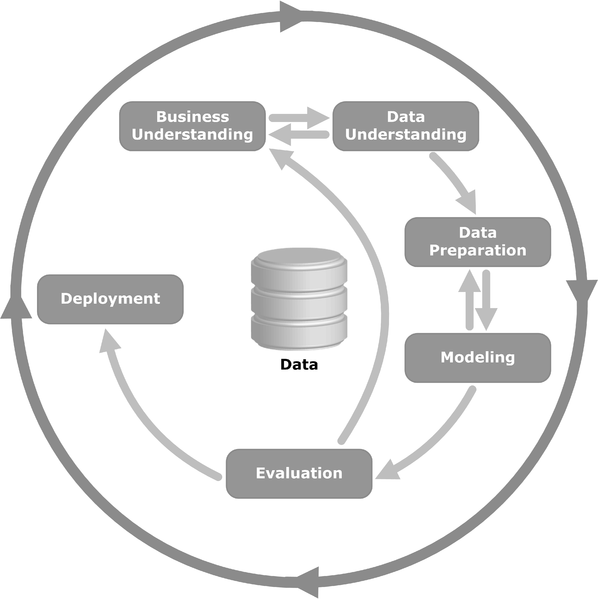 Business
Understanding
Data
Understanding
Data
Preparation
Deployment
Modeling
Data
Evaluation